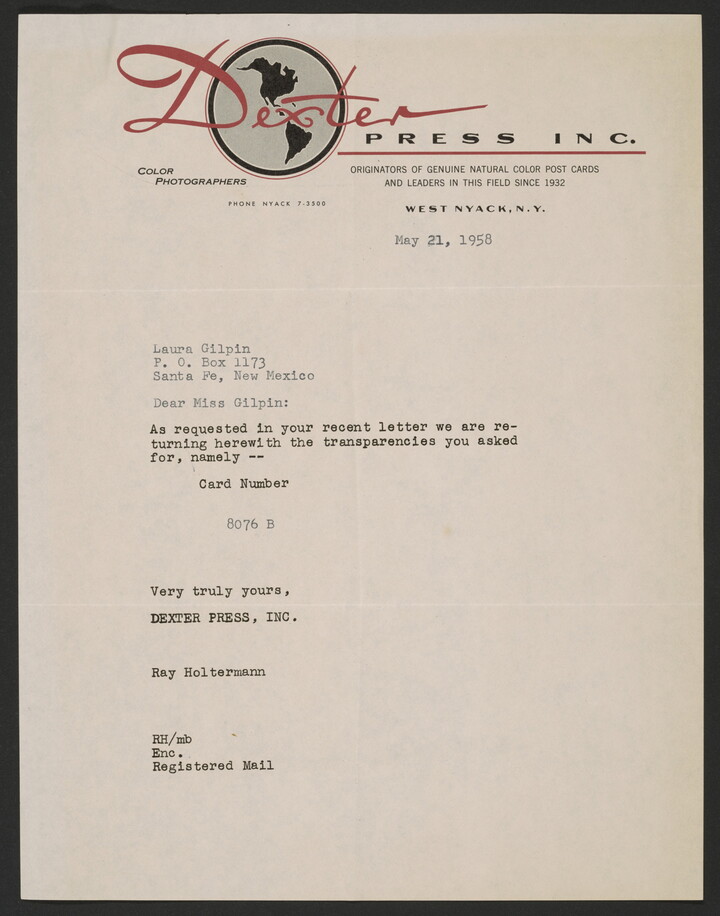 Dexter
PRESS INC.
COLOR
PHOTOGRAPHERS
ORIGINATORS OF GENUINE NATURAL COLOR POST CARDS
AND LEADERS IN THIS FIELD SINCE 1932
PHONE NYACK 7-3500
WEST NYACK, N.Y.
May 21, 1958
Laura Gilpin
P. O. Box 1173
Santa Fe, New Mexico
Dear Miss Gilpin:
As requested in your recent letter we are re-
turning herewith the transparencies you asked
for, namely --
Card Number
8076 B
Very truly yours,
DEXTER PRESS, INC.
Ray Holtermann
RH/mb
Enc.
Registered Mail